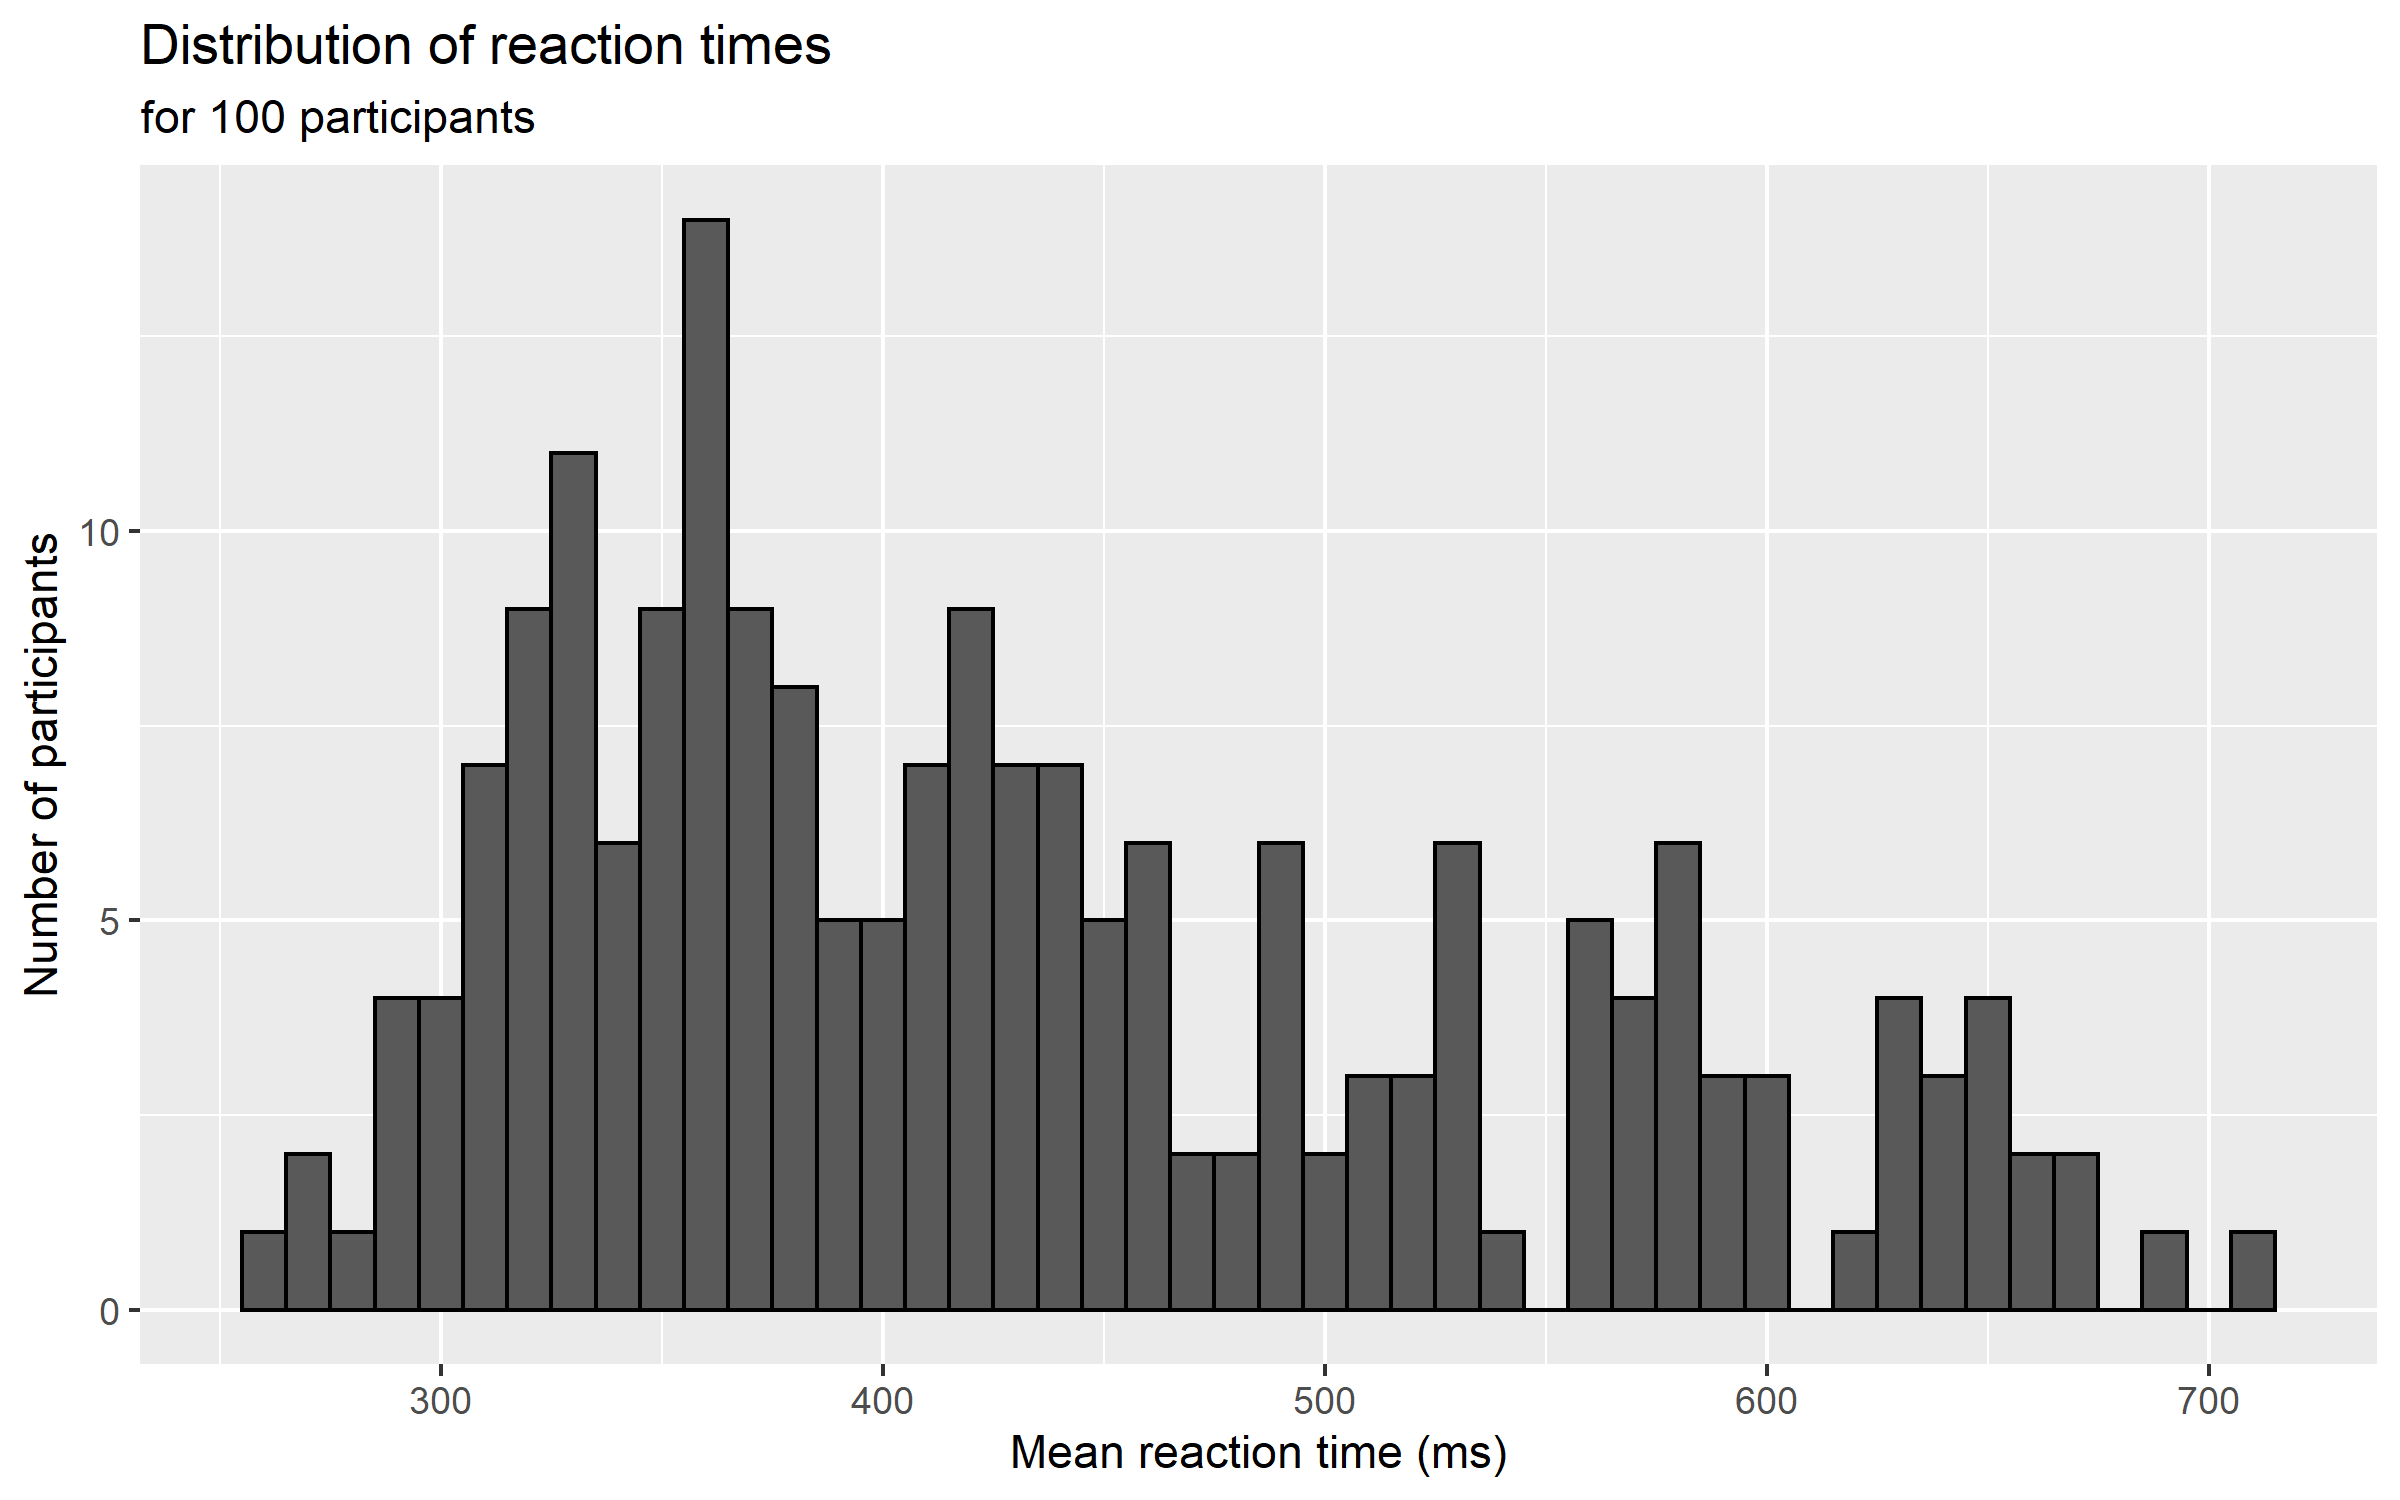 Distribution of reaction times
for 100 participants
Number of participants
10
5
0
300 400 500 600 700
Mean reaction time (ms)